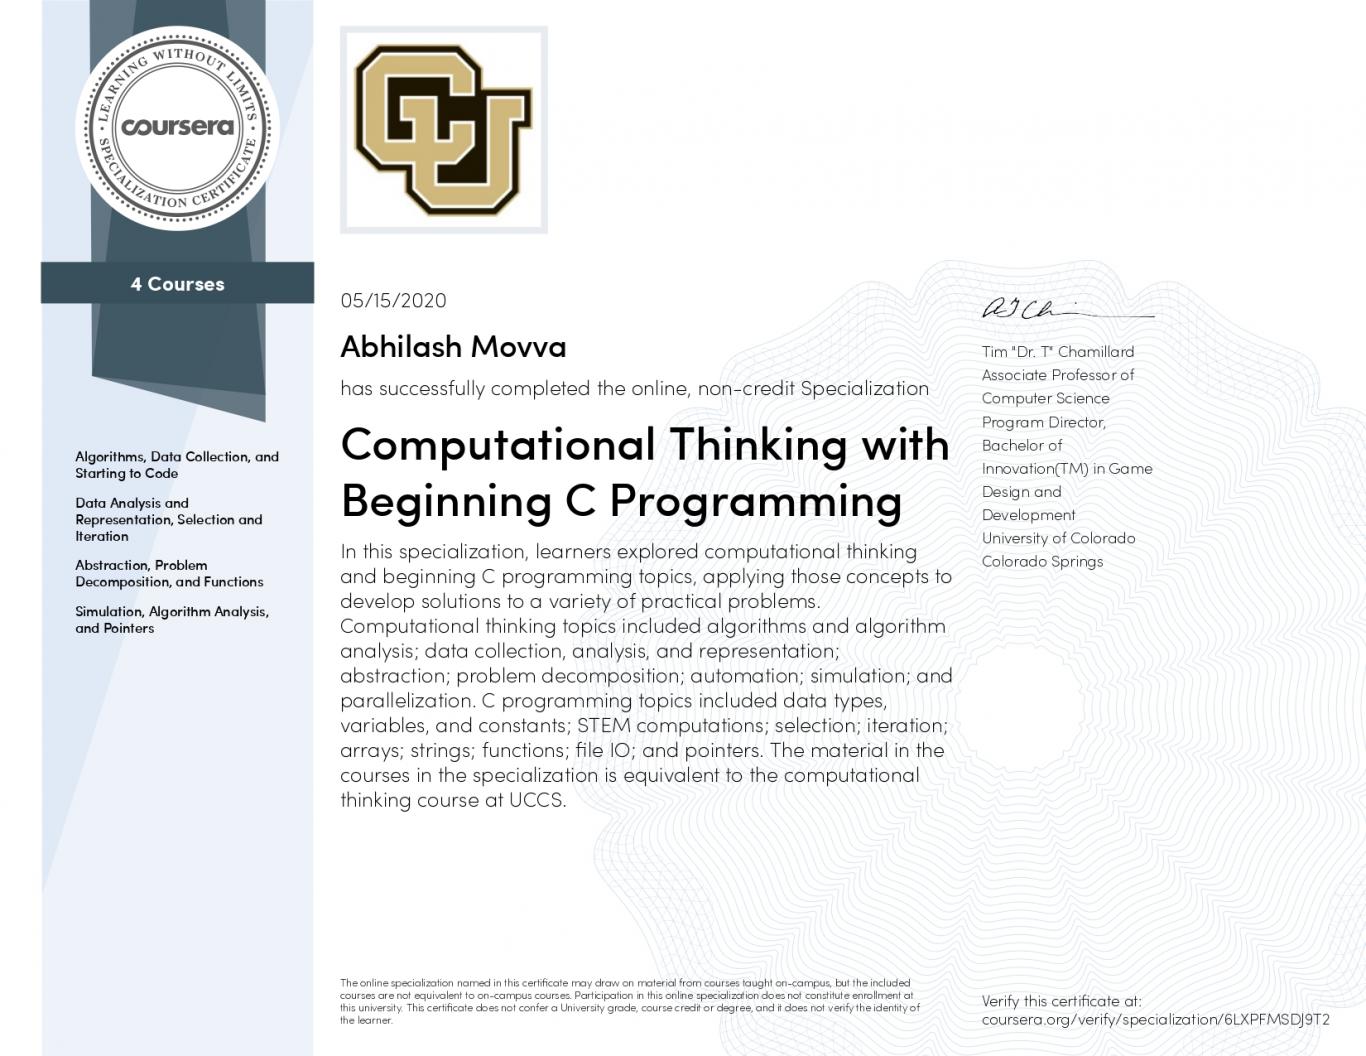 LEARNING WITHOUT LIMITS
coursera
SPECIALIZATION CERTIFICATE
4 Courses
Algorithms, Data Collection, and
Starting to Code
Data Analysis and
Representation, Selection and
Iteration
Abstraction, Problem
Decomposition, and Functions
Simulation, Algorithm Analysis,
and Pointers
CU
05/15/2020
Abhilash Movva
has successfully completed the online, non-credit Specialization
Computational Thinking with
Beginning C Programming
In this specialization, learners explored computational thinking
and beginning C programming topics, applying those concepts to
develop solutions to a variety of practical problems.
Computational thinking topics included algorithms and algorithm
analysis; data collection, analysis, and representation;
abstraction; problem decomposition; automation; simulation; and
parallelization. C programming topics included data types,
variables, and constants; STEM computations; selection; iteration;
arrays; strings; functions; file IO; and pointers. The material in the
courses in the specialization is equivalent to the computational
thinking course at UCCS.
Tim "Dr. T" Chamillard
Associate Professor of
Computer Science
Program Director,
Bachelor of
Innovation(TM) in Game
Design and
Development
University of Colorado
Colorado Springs
The online specialization named in this certificate may draw on material from courses taught on-campus, but the included
courses are not equivalent to on-campus courses. Participation in this online specialization does not constitute enrollment at
this university. This certificate does not confer a University grade, course credit or degree, and it does not verify the identity of
the learner.
Verify this certificate at:
coursera.org/verify/specialization/6LXPFMSDJ9T2